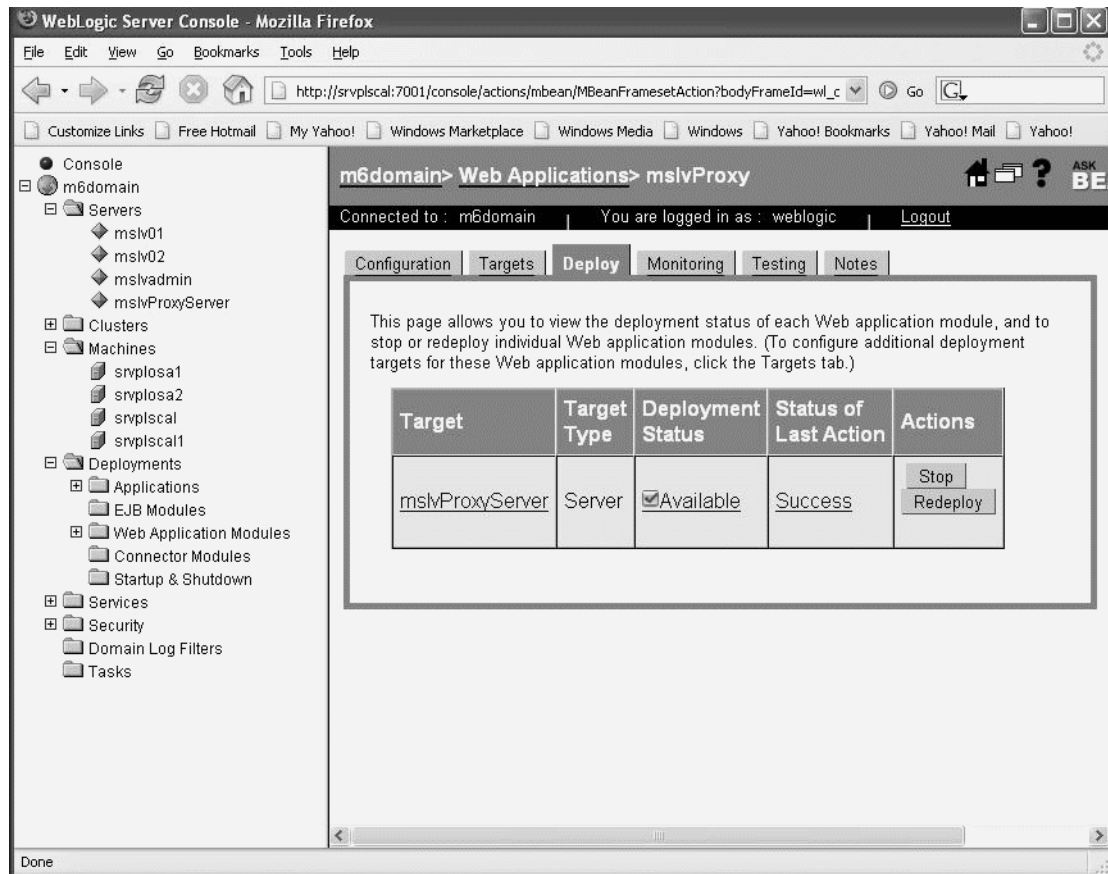 WebLogic Server Console - Mozilla Firefox
File Edit View Go Bookmarks Tools Help
http://srvplscal:7001/console/actions/mbean/MBeanFramesetAction?bodyFrameId=wl_c Go G
Customize Links Free Hotmail My Yahoo! Windows Marketplace Windows Media Windows Yahoo! Bookmarks Yahoo! Mail Yahoo!
Console
m6domain
Servers
mslv01
mslv02
mslvadmin
mslvProxyServer
Clusters
Machines
srvplosa1
srvplosa2
srvplscal
srvplscal1
Deployments
Applications
EJB Modules
Web Application Modules
Connector Modules
Startup & Shutdown
Services
Security
Domain Log Filters
Tasks
m6domain> Web Applications> mslvProxy
? ASK
BE
Connected to : m6domain | You are logged in as : weblogic | Logout
Configuration Targets Deploy Monitoring Testing Notes
This page allows you to view the deployment status of each Web application module, and to
stop or redeploy individual Web application modules. (To configure additional deployment
targets for these Web application modules, click the Targets tab.)
Target Target Type Deployment Status Status of Last Action Actions
mslvProxyServer Server Available Success Stop
Redeploy
Done